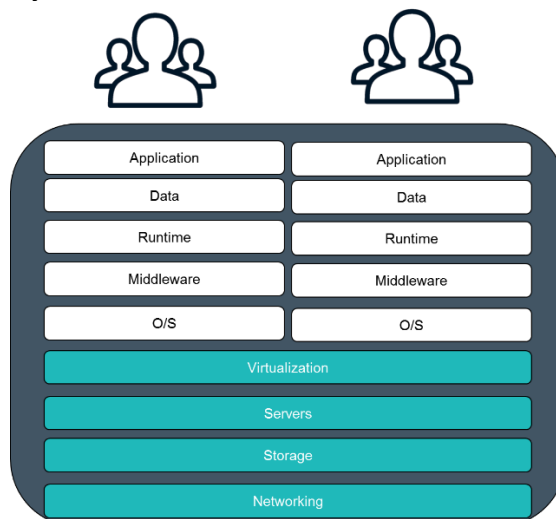 Application
Application
Data
Data
Runtime
Runtime
Middleware
Middleware
O/S
O/S
Virtualization
Servers
Storage
Networking